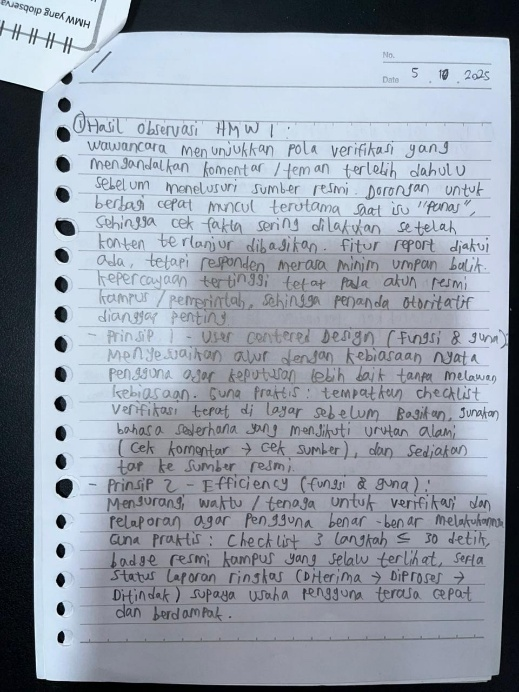 HMW yang diobserva
No.
Date 5 . 10 . 2025
1
① Hasil observasi HMW 1 :
wawancara menunjukkan pola verifikasi yang
mengandalkan komentar / teman terlebih dahulu
sebelum menelusuri sumber resmi. Dorongan untuk
berbagi cepat muncul terutama saat isu "panas",
sehingga cek fakta sering dilakukan setelah
konten terlanjur dibagikan. fitur report diakui
ada, tetapi responden merasa minim umpan balik.
kepercayaan tertinggi tetap pada akun resmi
kampus / pemerintah, sehingga penanda otoritatif
dianggap penting
- Prinsip 1 - User Centered Design (fungsi & guna)
Menyesuaikan alur dengan kebiasaan nyata
pengguna agar keputusan lebih baik tanpa melawan
kebiasaan. Guna Praktis : tempatkan checklist
verifikasi tepat di layar sebelum Bagikan, gunakan
bahasa sederhana yang mengikuti urutan alami
(cek komentar → cek sumber), dan sediakan
tap ke sumber resmi.
- Prinsip 2 - Efficiency (fungsi & guna) :
Mengurangi waktu / tenaga untuk verifikasi dan
pelaporan agar Pengguna benar-benar melakukannya
Guna praktis : Checklist 3 langkah ≤ 30 detik,
badge resmi kampus yang selalu terlihat, serta
Status laporan ringkas (Diterima → Diproses →
Ditindak) supaya usaha pengguna terasa cepat
dan berdampak.